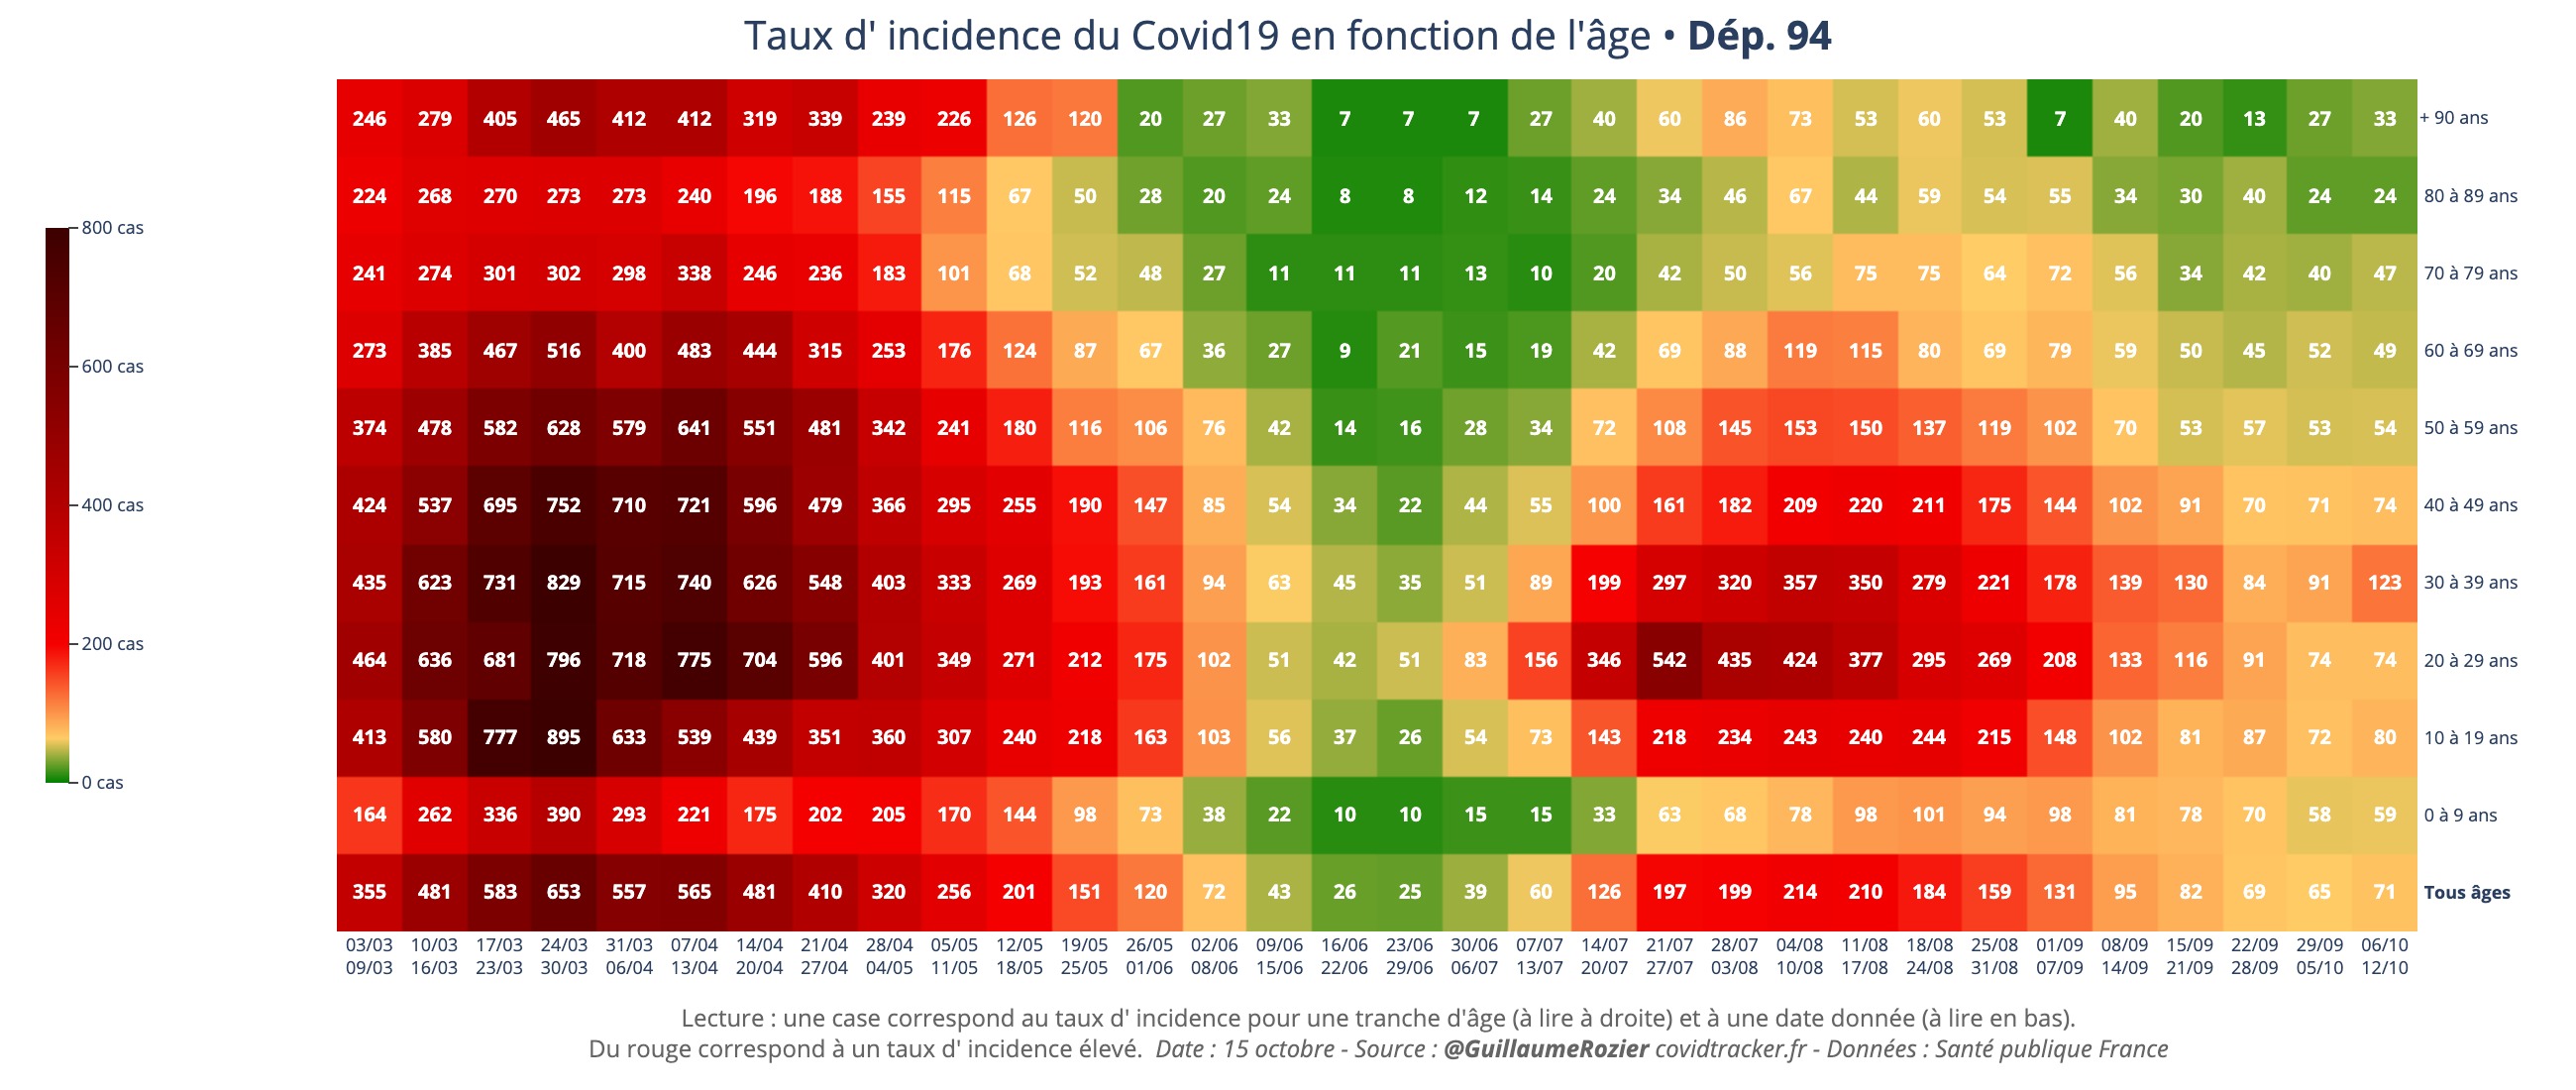 Taux d' incidence du Covid19 en fonction de l'âge • Dép. 94
246 279 405 465 412 412 319 339 239 226 126 120 20 27 33 7 7 7 27 40 60 86 73 53 60 53 7 40 20 13 27 33 + 90 ans
224 268 270 273 273 240 196 188 155 115 67 50 28 20 24 8 8 12 14 24 34 46 67 44 59 54 55 34 30 40 24 24 80 à 89 ans
800 cas
241 274 301 302 298 338 246 236 183 101 68 52 48 27 11 11 11 13 10 20 42 50 56 75 75 64 72 56 34 42 40 47 70 à 79 ans
273 385 467 516 400 483 444 315 253 176 124 87 67 36 27 9 21 15 19 42 69 88 119 115 80 69 79 59 50 45 52 49 60 à 69 ans
600 cas
374 478 582 628 579 641 551 481 342 241 180 116 106 76 42 14 16 28 34 72 108 145 153 150 137 119 102 70 53 57 53 54 50 à 59 ans
400 cas
424 537 695 752 710 721 596 479 366 295 255 190 147 85 54 34 22 44 55 100 161 182 209 220 211 175 144 102 91 70 71 74 40 à 49 ans
435 623 731 829 715 740 626 548 403 333 269 193 161 94 63 45 35 51 89 199 297 320 357 350 279 221 178 139 130 84 91 123 30 à 39 ans
200 cas
464 636 681 796 718 775 704 596 401 349 271 212 175 102 51 42 51 83 156 346 542 435 424 377 295 269 208 133 116 91 74 74 20 à 29 ans
413 580 777 895 633 539 439 351 360 307 240 218 163 103 56 37 26 54 73 143 218 234 243 240 244 215 148 102 81 87 72 80 10 à 19 ans
0 cas
164 262 336 390 293 221 175 202 205 170 144 98 73 38 22 10 10 15 15 33 63 68 78 98 101 94 98 81 78 70 58 59 0 à 9 ans
355 481 583 653 557 565 481 410 320 256 201 151 120 72 43 26 25 39 60 126 197 199 214 210 184 159 131 95 82 69 65 71 Tous âges
03/03 10/03 17/03 24/03 31/03 07/04 14/04 21/04 28/04 05/05 12/05 19/05 26/05 02/06 09/06 16/06 23/06 30/06 07/07 14/07 21/07 28/07 04/08 11/08 18/08 25/08 01/09 08/09 15/09 22/09 29/09 06/10
09/03 16/03 23/03 30/03 06/04 13/04 20/04 27/04 04/05 11/05 18/05 25/05 01/06 08/06 15/06 22/06 29/06 06/07 13/07 20/07 27/07 03/08 10/08 17/08 24/08 31/08 07/09 14/09 21/09 28/09 05/10 12/10
Lecture : une case correspond au taux d' incidence pour une tranche d'âge (à lire à droite) et à une date donnée (à lire en bas).
Du rouge correspond à un taux d' incidence élevé. Date : 15 octobre - Source : @GuillaumeRozier covidtracker.fr - Données : Santé publique France